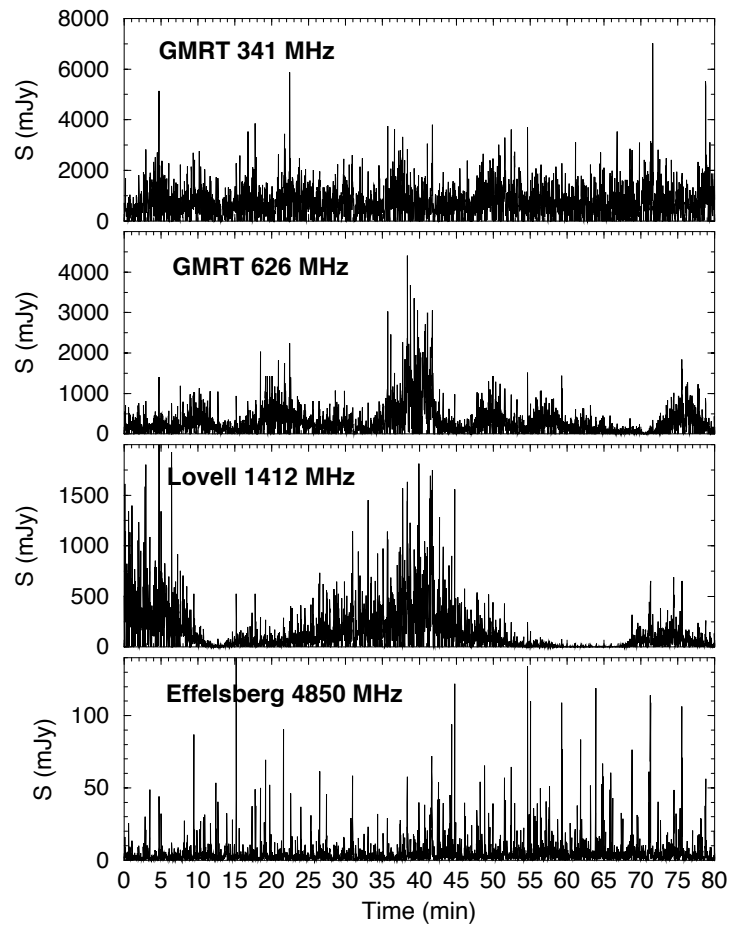 8000
GMRT 341 MHz
6000
4000
2000
0
S (mJy)
GMRT 626 MHz
4000
3000
2000
1000
0
S (mJy)
Lovell 1412 MHz
1500
1000
500
0
S (mJy)
Effelsberg 4850 MHz
100
50
0
S (mJy)
0 5 10 15 20 25 30 35 40 45 50 55 60 65 70 75 80
Time (min)